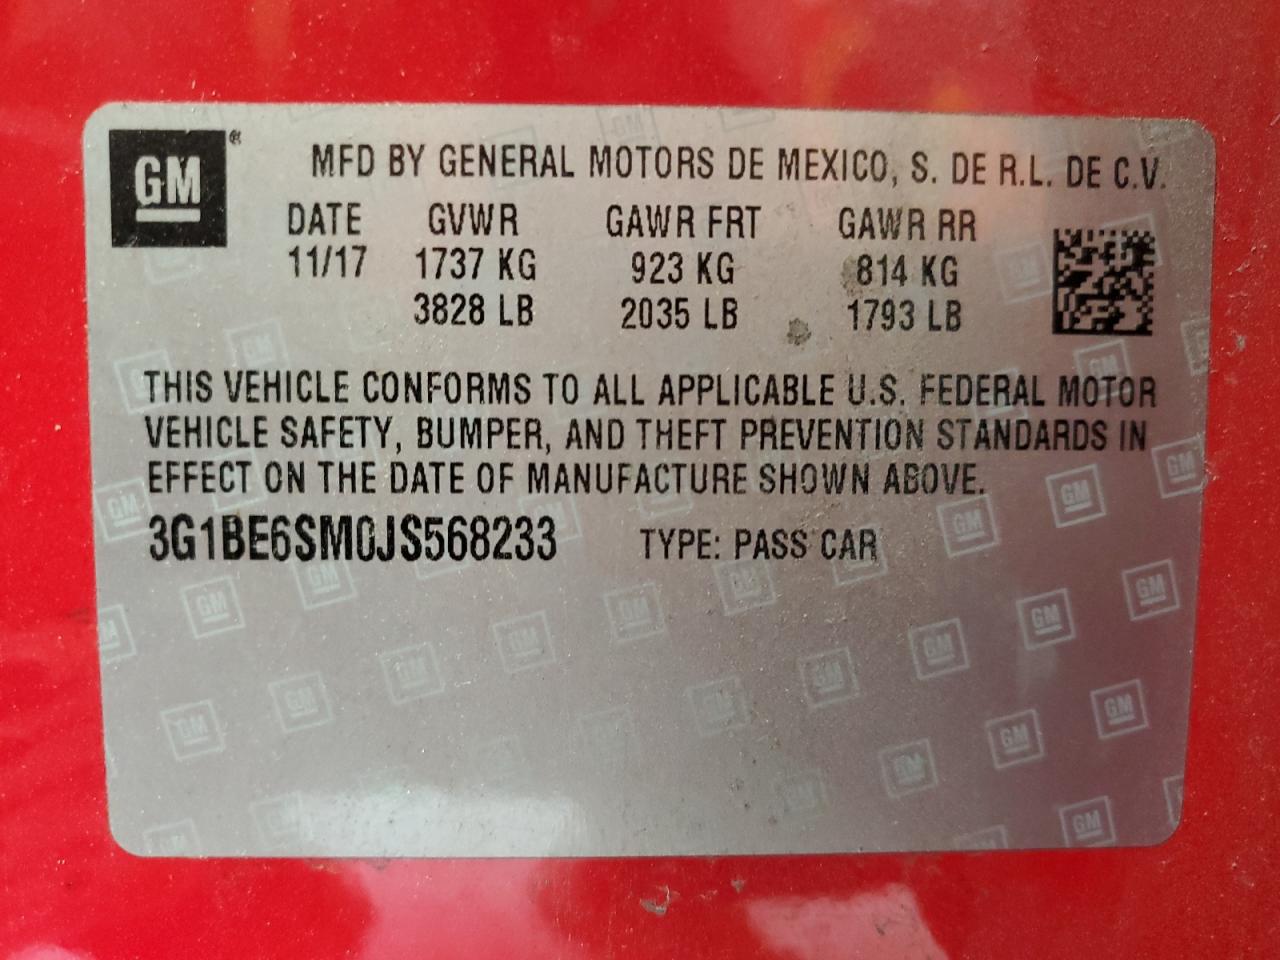 GM®
MFD BY GENERAL MOTORS DE MEXICO, S. DE R.L. DE C.V.
DATE GVWR GAWR FRT GAWR RR
11/17 1737 KG 923 KG 814 KG
3828 LB 2035 LB 1793 LB
THIS VEHICLE CONFORMS TO ALL APPLICABLE U.S. FEDERAL MOTOR
VEHICLE SAFETY, BUMPER, AND THEFT PREVENTION STANDARDS IN
EFFECT ON THE DATE OF MANUFACTURE SHOWN ABOVE.
3G1BE6SM0JS568233 TYPE: PASS CAR